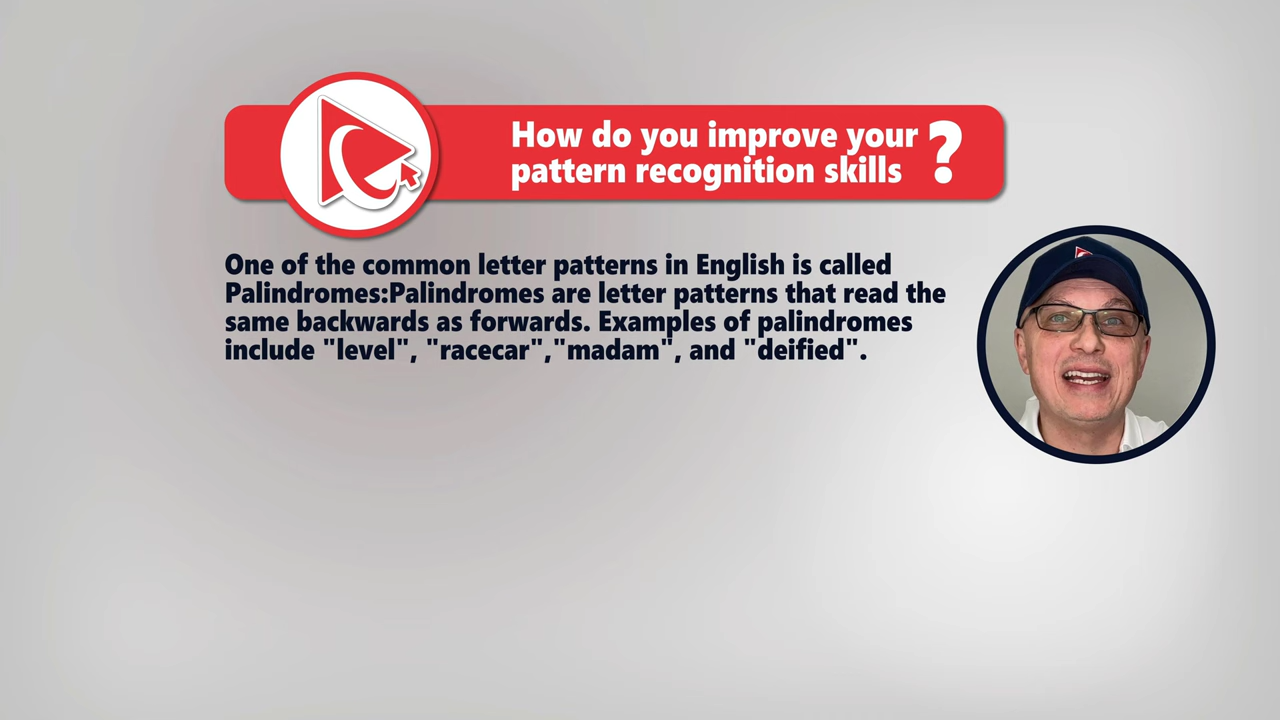 How do you improve your
pattern recognition skills ?
One of the common letter patterns in English is called
Palindromes:Palindromes are letter patterns that read the
same backwards as forwards. Examples of palindromes
include "level", "racecar","madam", and "deified".